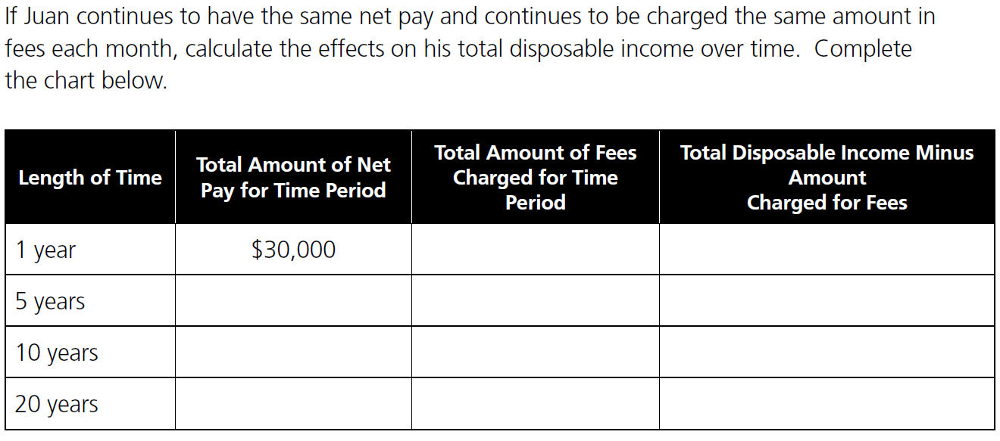 If Juan continues to have the same net pay and continues to be charged the same amount in
fees each month, calculate the effects on his total disposable income over time.  Complete
the chart below.
Length of Time
Total Amount of Net
Pay for Time Period
Total Amount of Fees
Charged for Time
Period
Total Disposable Income Minus
Amount
Charged for Fees
1 year
$30,000
5 years
10 years
20 years